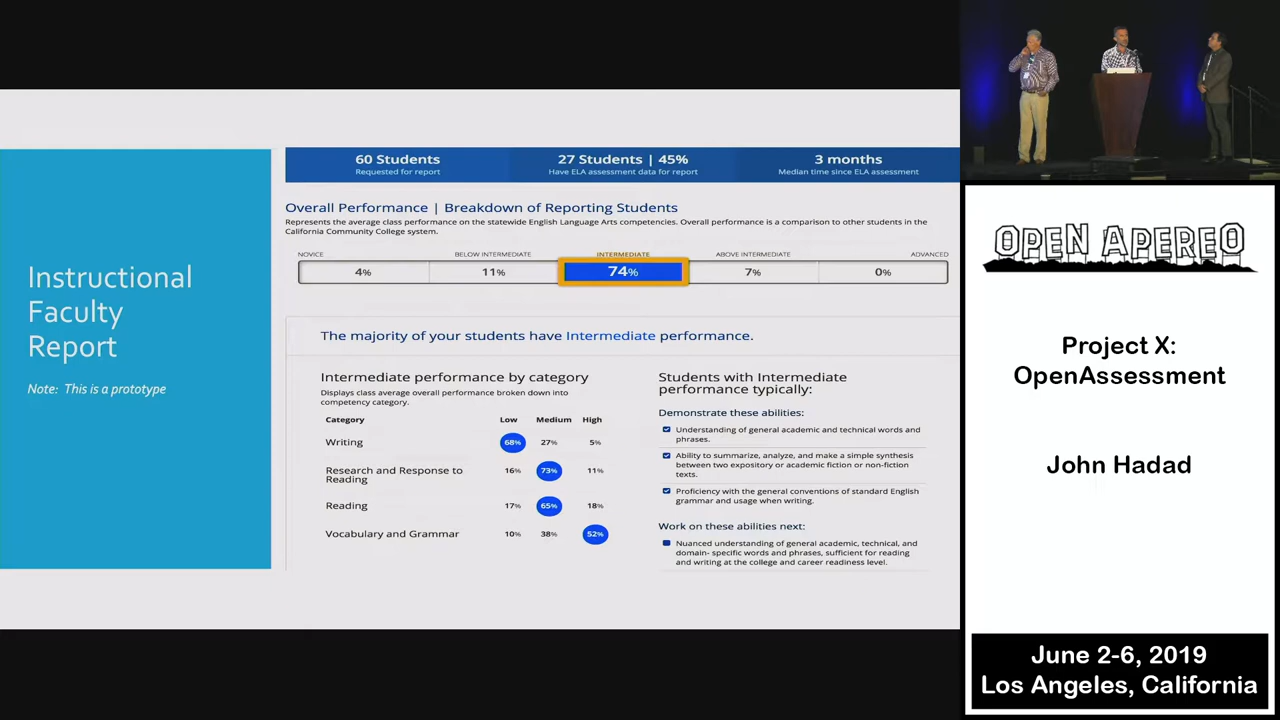 Instructional
Faculty
Report
Note: This is a prototype
60 Students
Requested for report
27 Students | 45%
Have ELA assessment data for report
3 months
Median time since ELA assessment
Overall Performance | Breakdown of Reporting Students
Represents the average class performance on the statewide English Language Arts competencies. Overall performance is a comparison to other students in the
California Community College system.
NOVICE BELOW INTERMEDIATE INTERMEDIATE ABOVE INTERMEDIATE ADVANCED
4% 11% 74% 7% 0%
The majority of your students have Intermediate performance.
Intermediate performance by category
Displays class average overall performance broken down into
competency category.
Category Low Medium High
Writing 68% 27% 5%
Research and Response to
Reading 16% 73% 11%
Reading 17% 65% 18%
Vocabulary and Grammar 10% 38% 52%
Students with Intermediate
performance typically:
Demonstrate these abilities:
Understanding of general academic and technical words and
phrases.
Ability to summarize, analyze, and make a simple synthesis
between two expository or academic fiction or non-fiction
texts.
Proficiency with the general conventions of standard English
grammar and usage when writing.
Work on these abilities next:
Nuanced understanding of general academic, technical, and
domain- specific words and phrases, sufficient for reading
and writing at the college and career readiness level.
OPEN APEREO
Project X:
OpenAssessment
John Hadad
June 2-6, 2019
Los Angeles, California